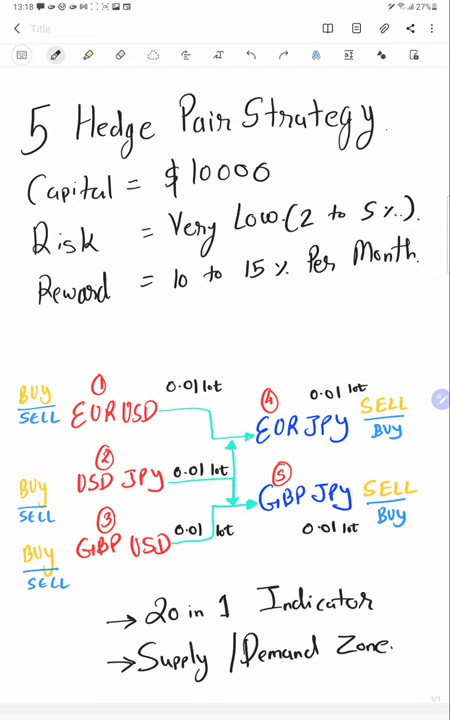 13:18
27%
Title
5 Hedge Pair Strategy.
Capital = $10000
Risk = Very Low (2 to 5%.).
Reward = 10 to 15% Per Month.
BUY
SELL
① EURUSD
0.01 lot
④ EURJPY
0.01 lot
SELL
BUY
BUY
SELL
② USDJPY
0.01 lot
⑤ GBPJPY
0.01 lot
SELL
BUY
BUY
SELL
③ GBPUSD
0.01 lot
→ 20 in 1 Indicator
→ Supply / Demand Zone.
1/1